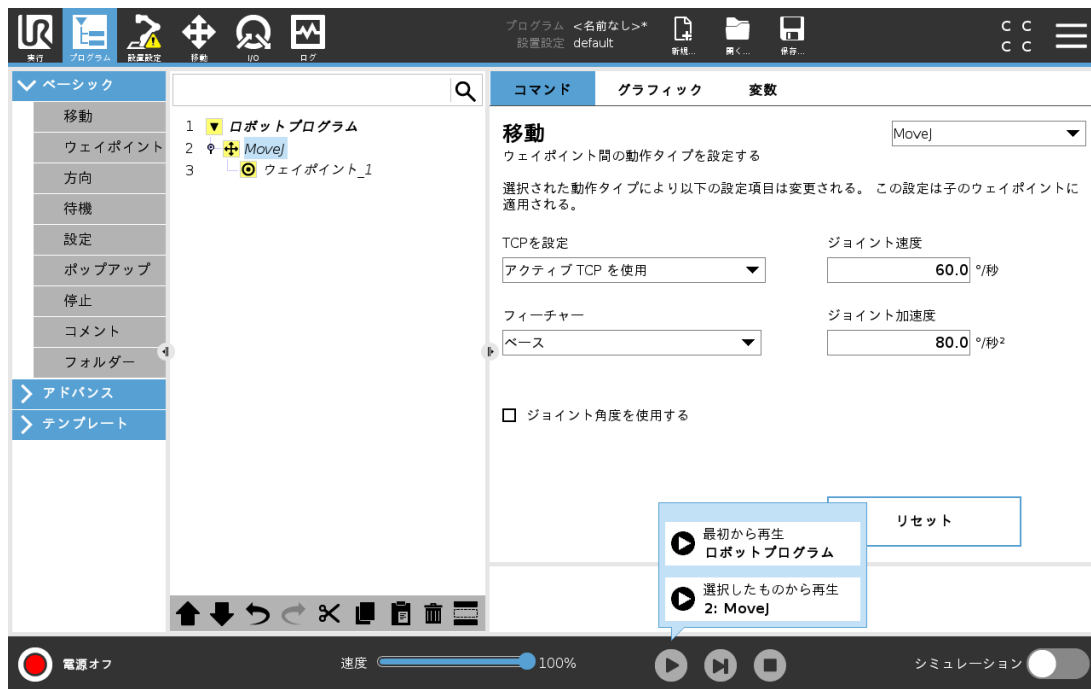 UR
実行
プログラム
設置設定
移動
I/O
ログ
プログラム <名前なし>*
設置設定 default
新規...
開く...
保存...
C C
C C
ベーシック
移動
ウェイポイント
方向
待機
設定
ポップアップ
停止
コメント
フォルダー
アドバンス
テンプレート
1 ロボットプログラム
2 MoveJ
3 ウェイポイント_1
コマンド グラフィック 変数
移動
MoveJ
ウェイポイント間の動作タイプを設定する
選択された動作タイプにより以下の設定項目は変更される。 この設定は子のウェイポイントに
適用される。
TCPを設定
ジョイント速度
アクティブ TCP を使用
60.0 °/秒
フィーチャー
ジョイント加速度
ベース
80.0 °/秒²
ジョイント角度を使用する
リセット
最初から再生
ロボットプログラム
選択したものから再生
2: MoveJ
電源オフ
速度
100%
シミュレーション